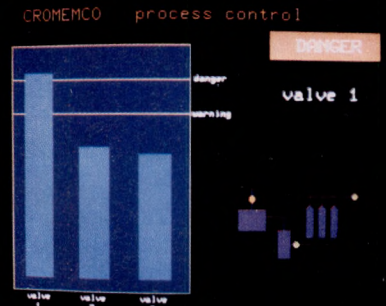 CROMEMCO process control
DANGER
danger
valve 1
warning
valve valve valve